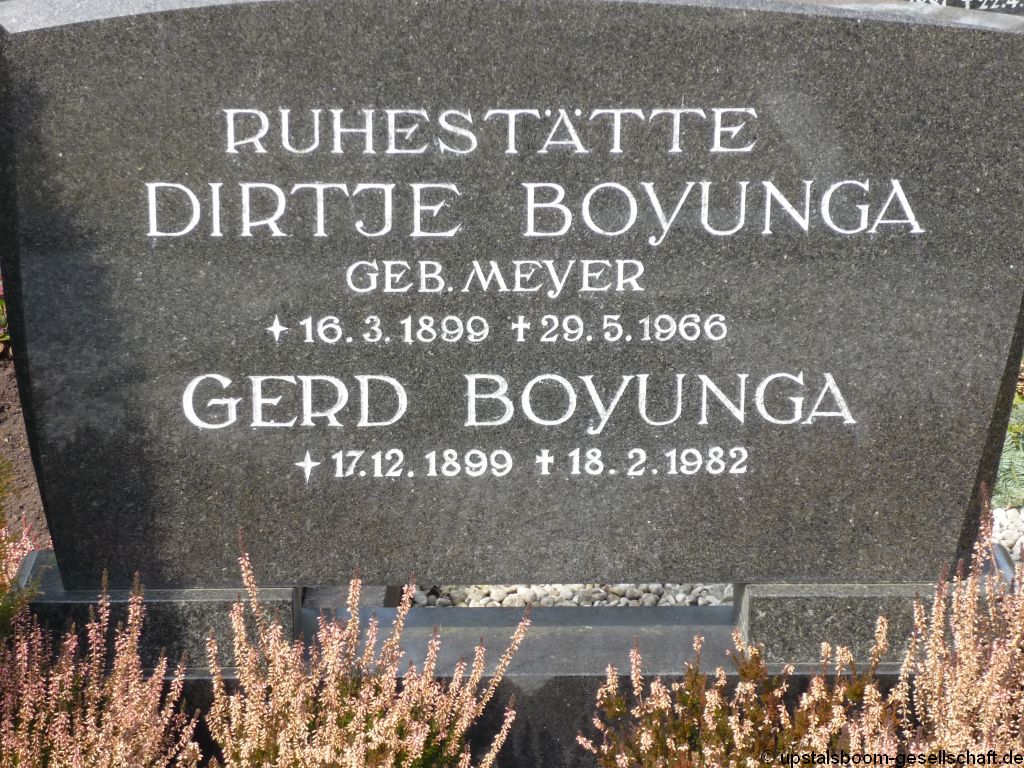 RUHESTÄTTE
DIRTJE BOYUNGA
GEB. MEYER
✦ 16.3.1899 ✝ 29.5.1966
GERD BOYUNGA
✦ 17.12.1899 ✝ 18.2.1982
© upstalsboom-gesellschaft.de